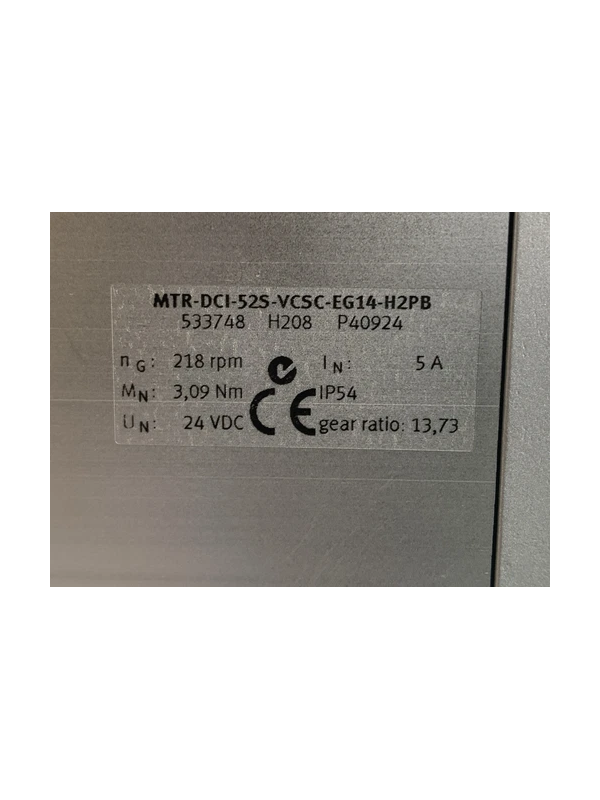 MTR-DCI-52S-VCSC-EG14-H2PB
533748 H208 P40924
nG: 218 rpm IN: 5 A
MN: 3,09 Nm IP54
UN: 24 VDC CE gear ratio: 13,73